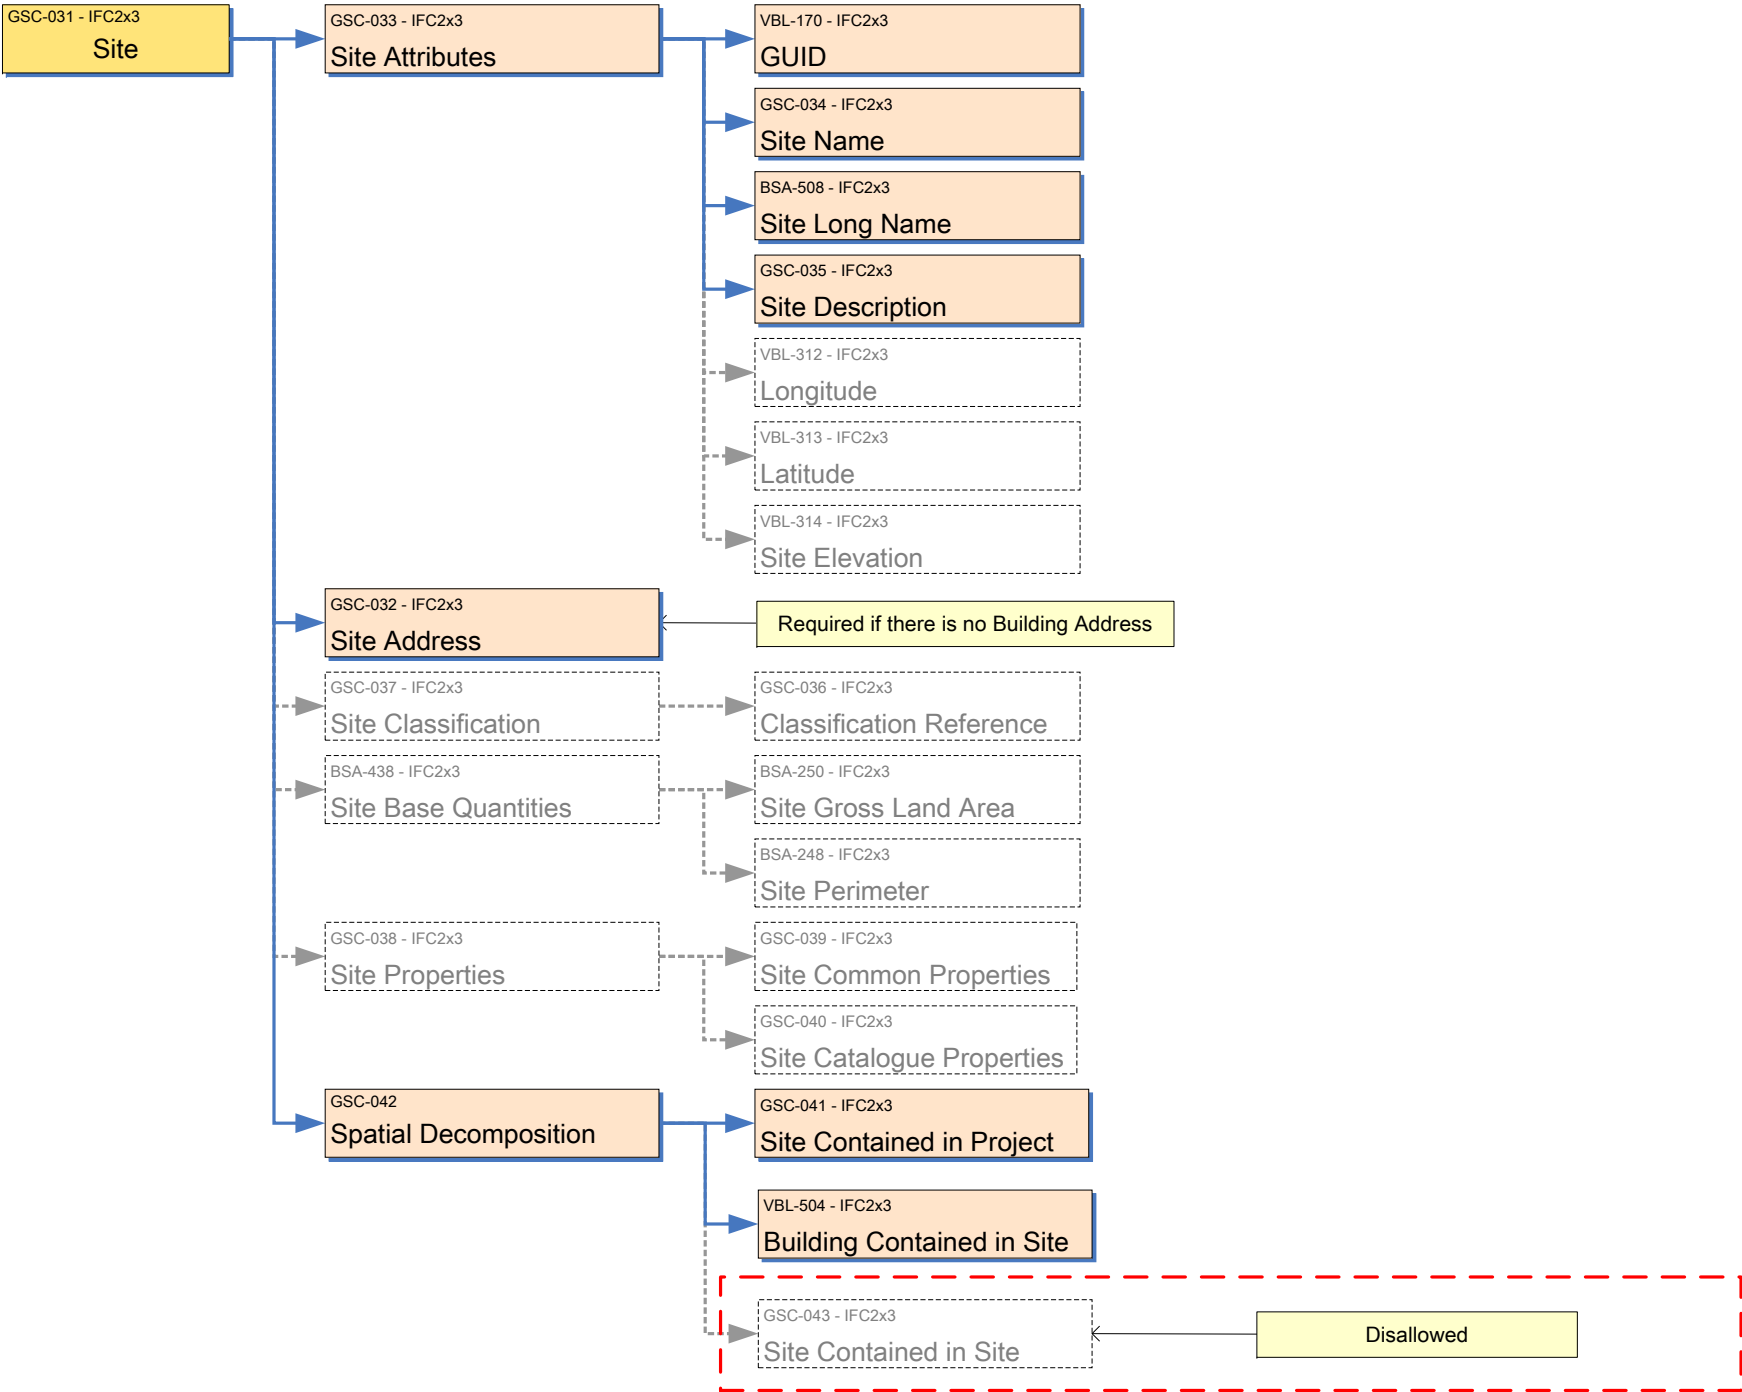 GSC-031 - IFC2x3
Site
GSC-033 - IFC2x3
Site Attributes
VBL-170 - IFC2x3
GUID
GSC-034 - IFC2x3
Site Name
BSA-508 - IFC2x3
Site Long Name
GSC-035 - IFC2x3
Site Description
VBL-312 - IFC2x3
Longitude
VBL-313 - IFC2x3
Latitude
VBL-314 - IFC2x3
Site Elevation
GSC-032 - IFC2x3
Site Address
Required if there is no Building Address
GSC-037 - IFC2x3
Site Classification
GSC-036 - IFC2x3
Classification Reference
BSA-438 - IFC2x3
Site Base Quantities
BSA-250 - IFC2x3
Site Gross Land Area
BSA-248 - IFC2x3
Site Perimeter
GSC-038 - IFC2x3
Site Properties
GSC-039 - IFC2x3
Site Common Properties
GSC-040 - IFC2x3
Site Catalogue Properties
GSC-042
Spatial Decomposition
GSC-041 - IFC2x3
Site Contained in Project
VBL-504 - IFC2x3
Building Contained in Site
GSC-043 - IFC2x3
Site Contained in Site
Disallowed